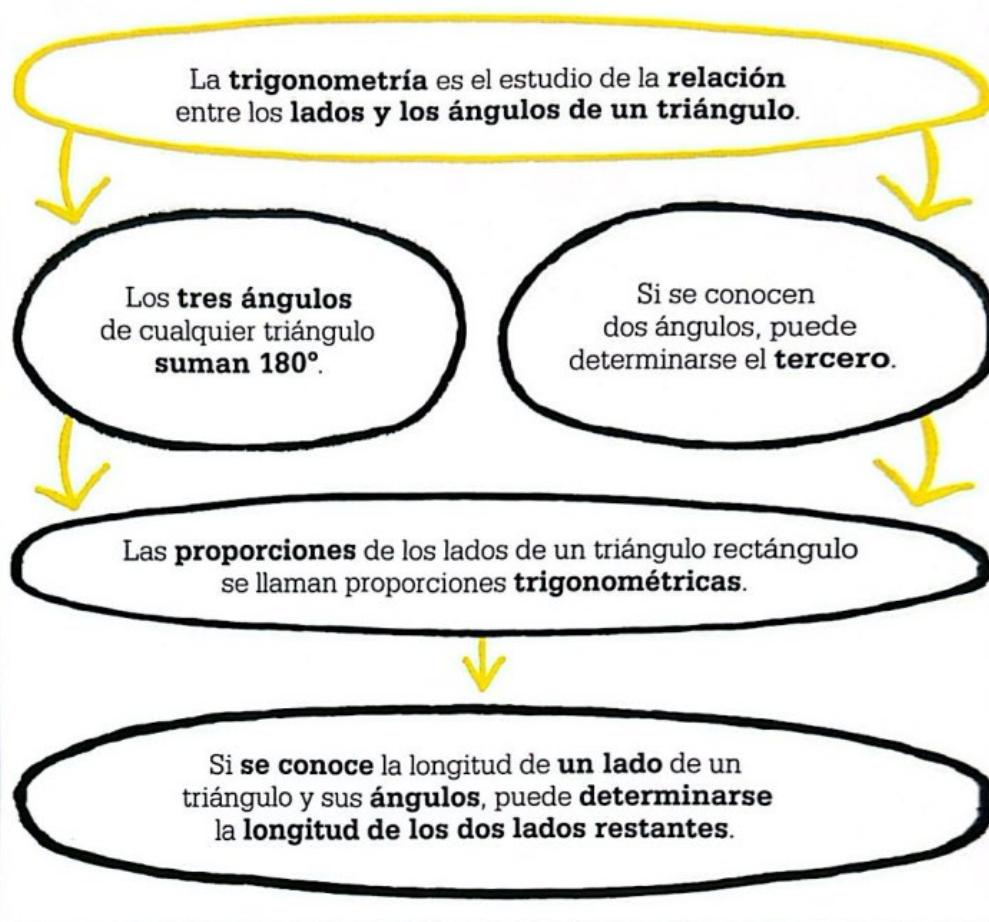 La trigonometría es el estudio de la relación
entre los lados y los ángulos de un triángulo.
Los tres ángulos
de cualquier triángulo
suman 180°.
Si se conocen
dos ángulos, puede
determinarse el tercero.
Las proporciones de los lados de un triángulo rectángulo
se llaman proporciones trigonométricas.
Si se conoce la longitud de un lado de un
triángulo y sus ángulos, puede determinarse
la longitud de los dos lados restantes.